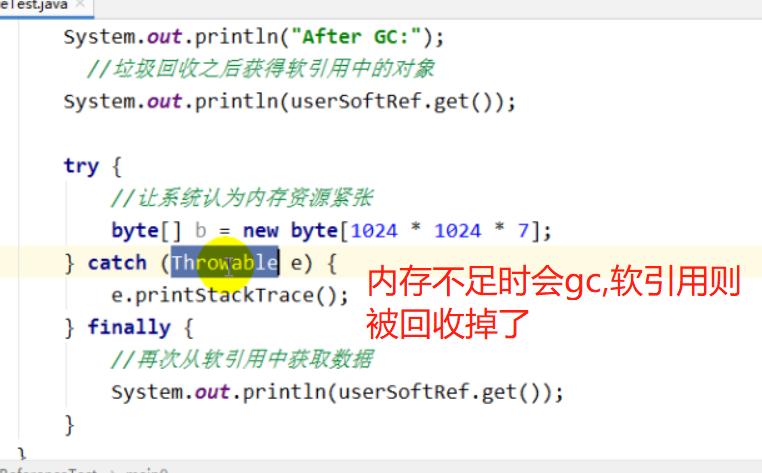 eTest.java ×
System.out.println("After GC:");
//垃圾回收之后获得软引用中的对象
System.out.println(userSoftRef.get());
try {
//让系统认为内存资源紧张
byte[] b = new byte[1024 * 1024 * 7];
} catch (Throwable e) {
e.printStackTrace();
内存不足时会gc,软引用则
被回收掉了
} finally {
//再次从软引用中获取数据
System.out.println(userSoftRef.get());
}
}